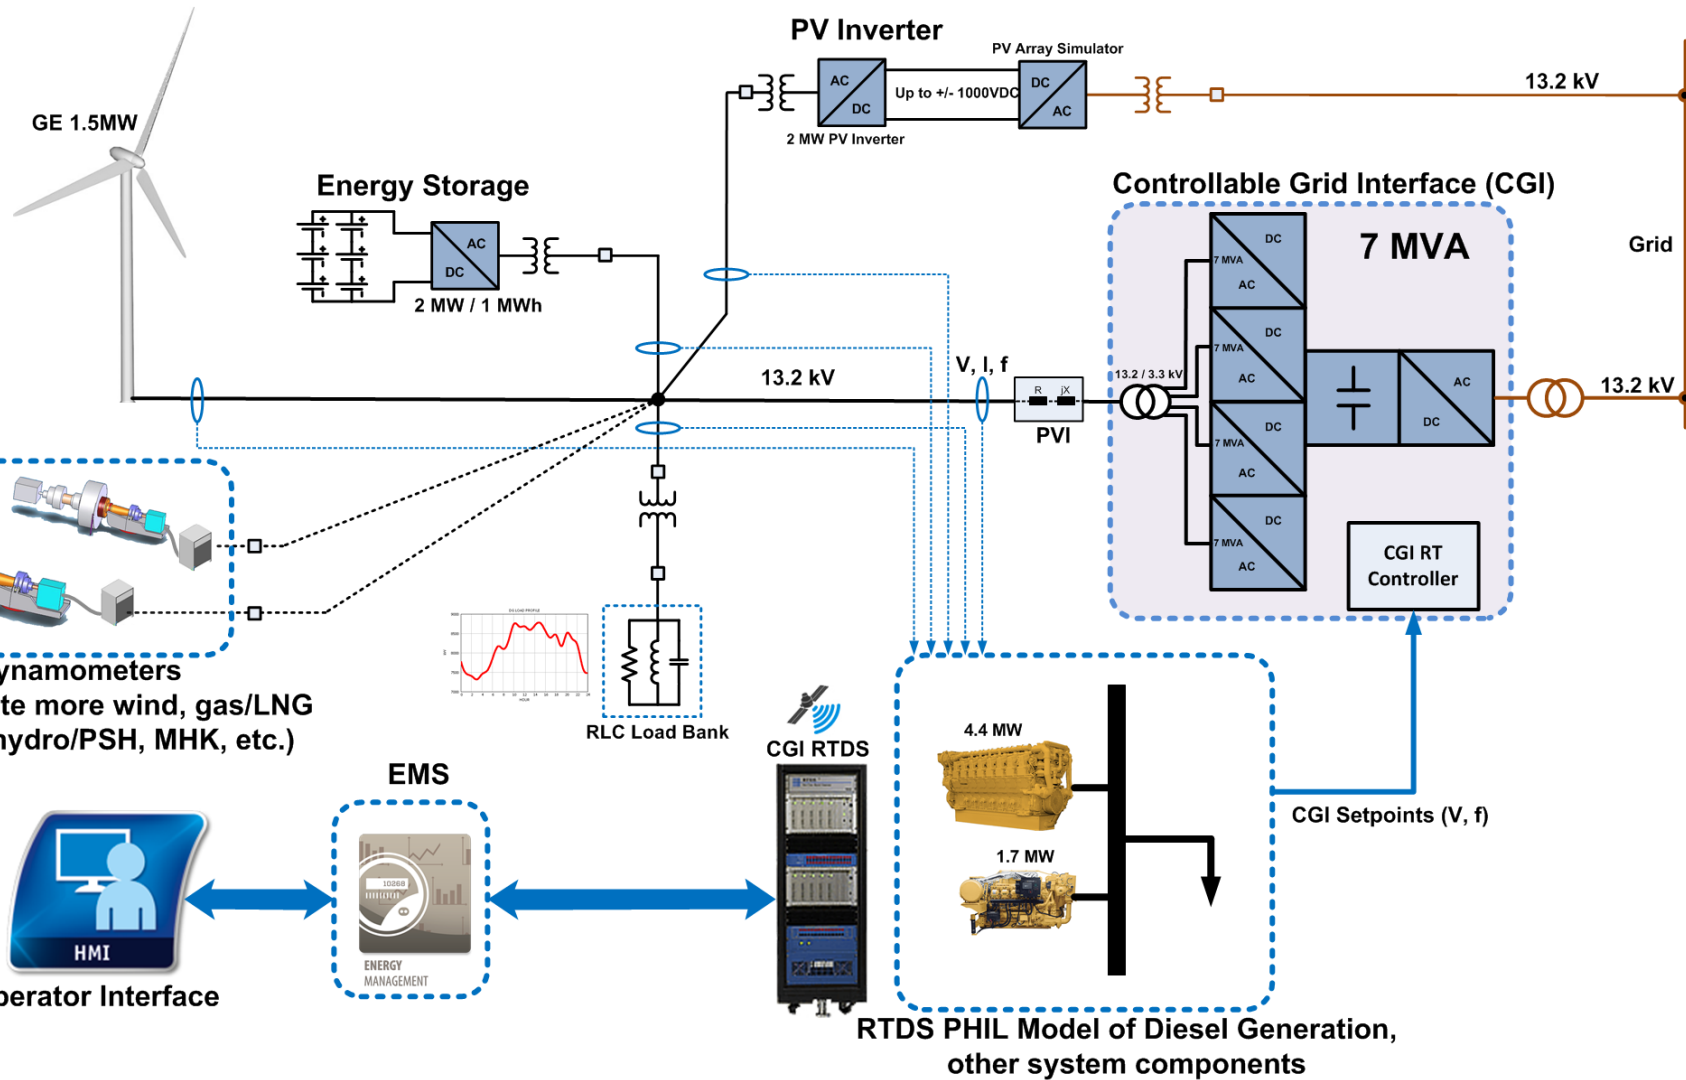 PV Inverter
PV Array Simulator
AC
DC
Up to +/- 1000VDC
DC
AC
13.2 kV
2 MW PV Inverter
GE 1.5MW
Energy Storage
AC
DC
2 MW / 1 MWh
Controllable Grid Interface (CGI)
7 MVA
Grid
DC
7 MVA
AC
DC
7 MVA
AC
DC
7 MVA
AC
DC
7 MVA
AC
AC
DC
13.2 / 3.3 kV
13.2 kV
13.2 kV
V, I, f
R
jX
PVI
CGI RT
Controller
ynamometers
te more wind, gas/LNG
hydro/PSH, MHK, etc.)
HOUR
RLC Load Bank
CGI RTDS
RTDS
4.4 MW
1.7 MW
CGI Setpoints (V, f)
EMS
10268
ENERGY
MANAGEMENT
HMI
perator Interface
RTDS PHIL Model of Diesel Generation,
other system components